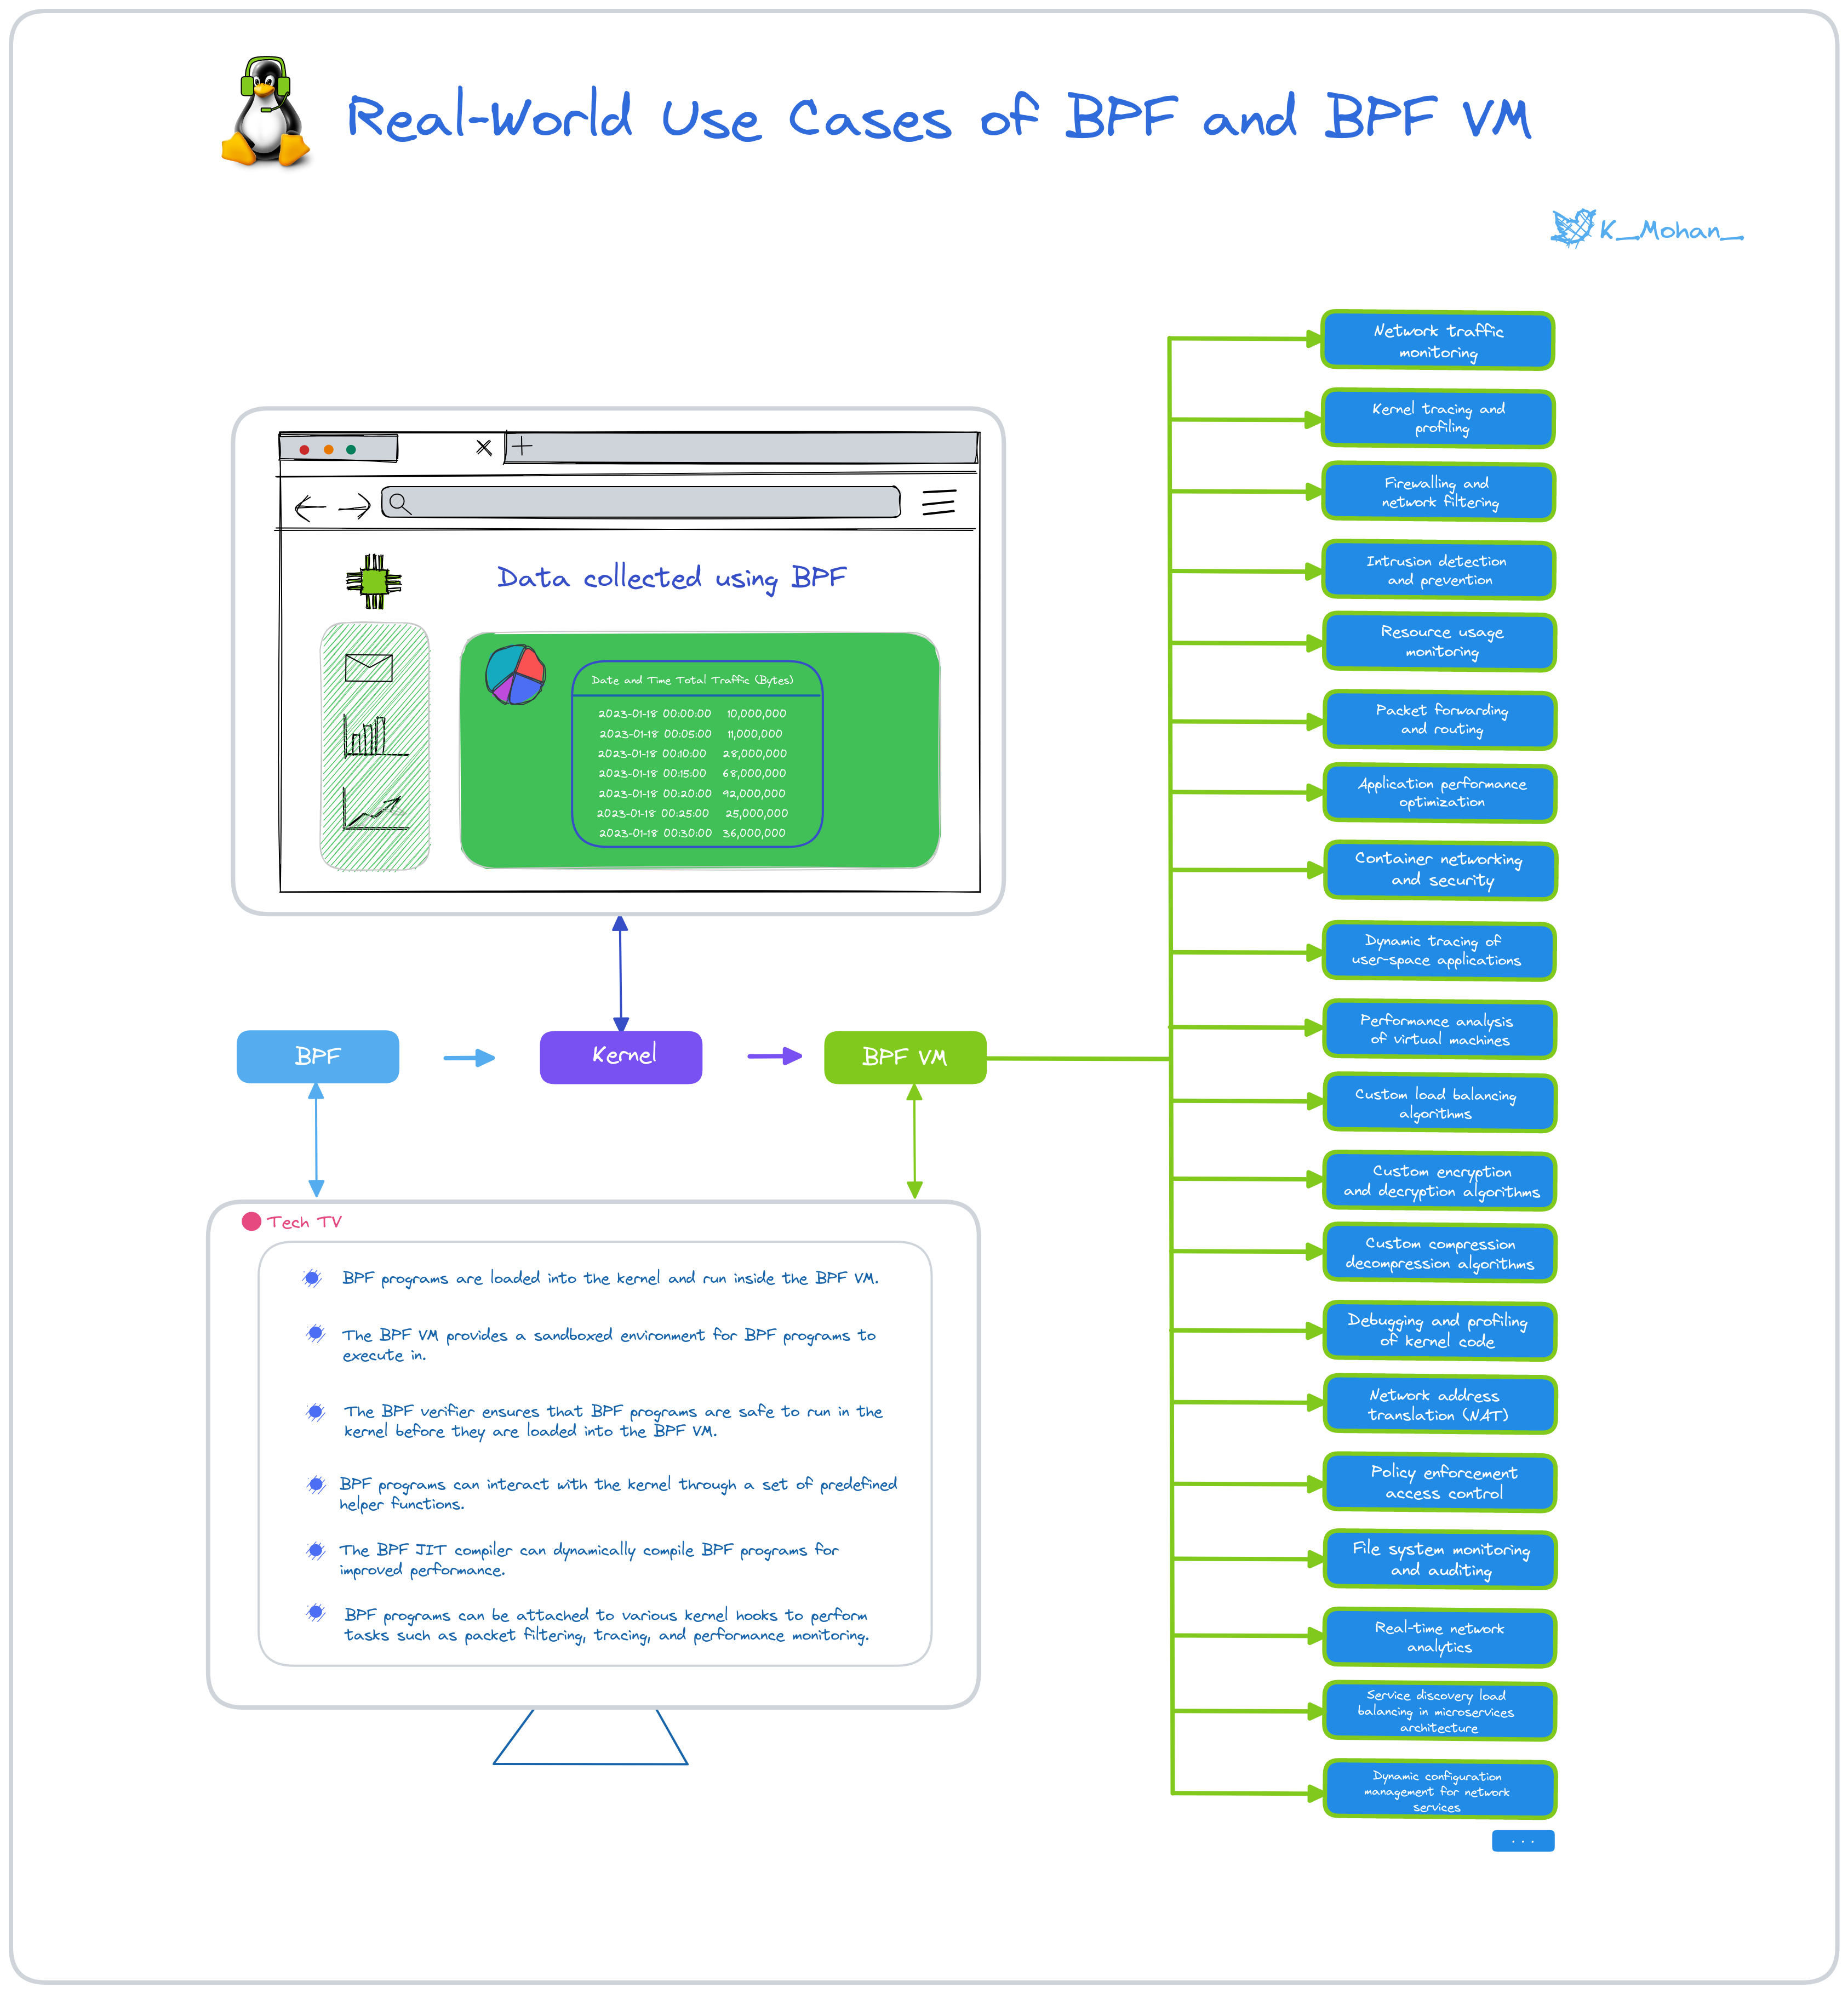 Real-World Use Cases of BPF and BPF VM
K_Mohan_
Data collected using BPF
Date and Time Total Traffic (Bytes)
2023-01-18 00:00:00 10,000,000
2023-01-18 00:05:00 11,000,000
2023-01-18 00:10:00 28,000,000
2023-01-18 00:15:00 68,000,000
2023-01-18 00:20:00 92,000,000
2023-01-18 00:25:00 25,000,000
2023-01-18 00:30:00 36,000,000
BPF
Kernel
BPF VM
Tech TV
BPF programs are loaded into the kernel and run inside the BPF VM.
The BPF VM provides a sandboxed environment for BPF programs to
execute in.
The BPF verifier ensures that BPF programs are safe to run in the
kernel before they are loaded into the BPF VM.
BPF programs can interact with the kernel through a set of predefined
helper functions.
The BPF JIT compiler can dynamically compile BPF programs for
improved performance.
BPF programs can be attached to various kernel hooks to perform
tasks such as packet filtering, tracing, and performance monitoring.
Network traffic
monitoring
Kernel tracing and
profiling
Firewalling and
network filtering
Intrusion detection
and prevention
Resource usage
monitoring
Packet forwarding
and routing
Application performance
optimization
Container networking
and security
Dynamic tracing of
user-space applications
Performance analysis
of virtual machines
Custom load balancing
algorithms
Custom encryption
and decryption algorithms
Custom compression
decompression algorithms
Debugging and profiling
of kernel code
Network address
translation (NAT)
Policy enforcement
access control
File system monitoring
and auditing
Real-time network
analytics
Service discovery load
balancing in microservices
architecture
Dynamic configuration
management for network
services
...